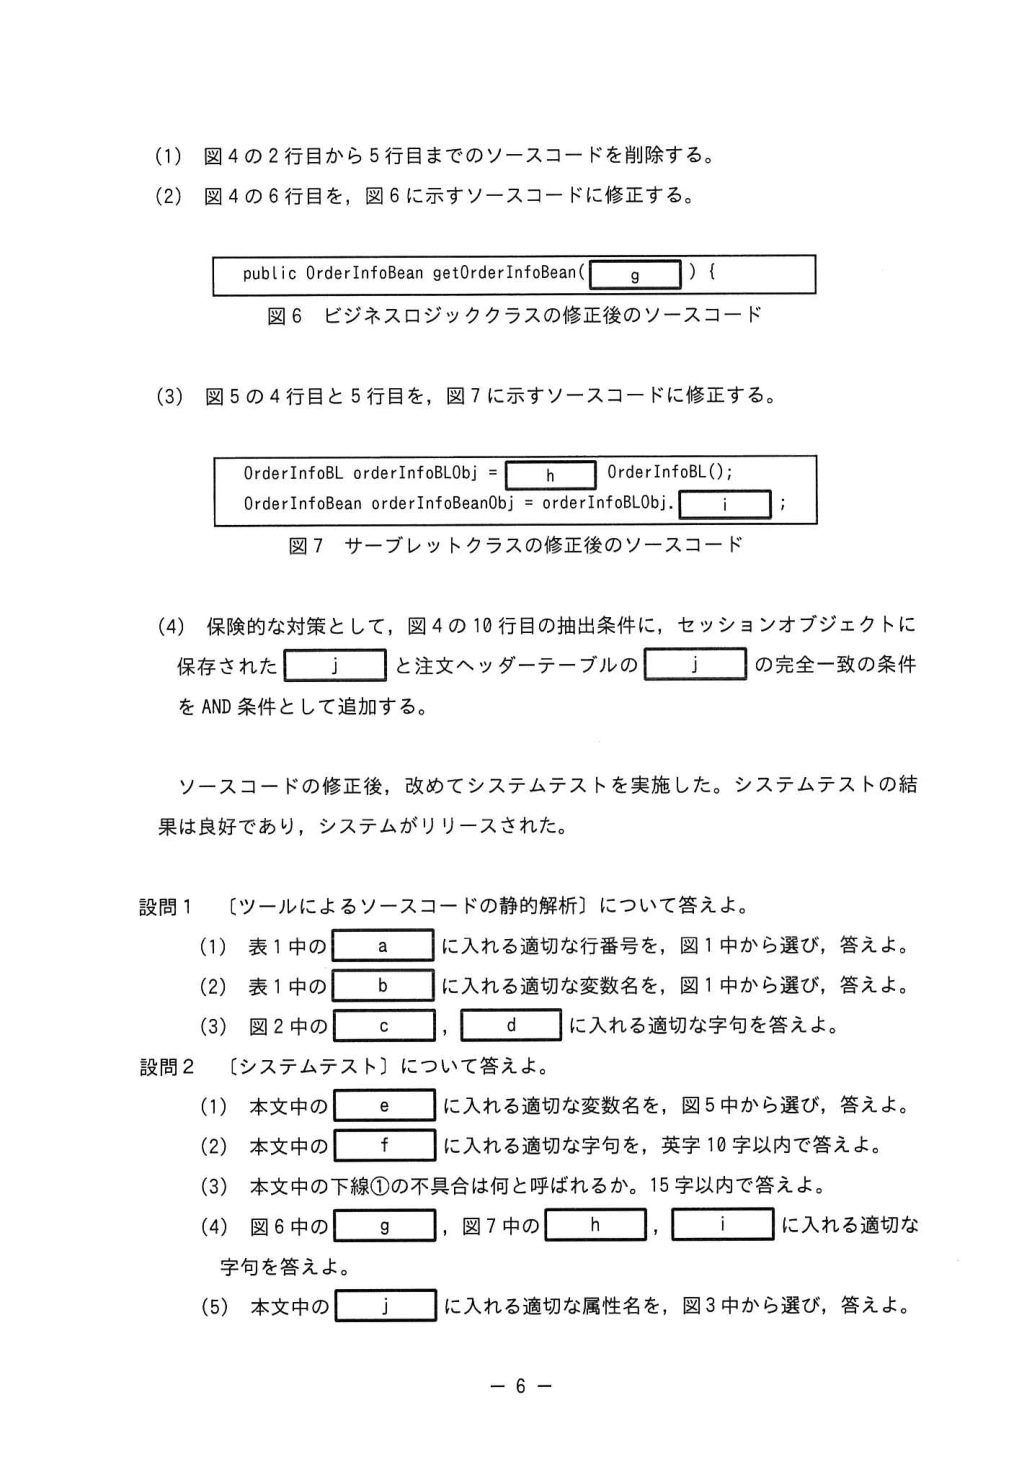 (1) 図4の2行目から5行目までのソースコードを削除する。
(2) 図4の6行目を，図6に示すソースコードに修正する。
public OrderInfoBean getOrderInfoBean( g ) {
図6 ビジネスロジッククラスの修正後のソースコード
(3) 図5の4行目と5行目を，図7に示すソースコードに修正する。
OrderInfoBL orderInfoBLObj = h OrderInfoBL();
OrderInfoBean orderInfoBeanObj = orderInfoBLObj. i ;
図7 サーブレットクラスの修正後のソースコード
(4) 保険的な対策として，図4の10行目の抽出条件に，セッションオブジェクトに
保存された j と注文ヘッダーテーブルの j の完全一致の条件
をAND条件として追加する。
ソースコードの修正後，改めてシステムテストを実施した。システムテストの結
果は良好であり，システムがリリースされた。
設問1 〔ツールによるソースコードの静的解析〕について答えよ。
(1) 表1中の a に入れる適切な行番号を，図1中から選び，答えよ。
(2) 表1中の b に入れる適切な変数名を，図1中から選び，答えよ。
(3) 図2中の c ， d に入れる適切な字句を答えよ。
設問2 〔システムテスト〕について答えよ。
(1) 本文中の e に入れる適切な変数名を，図5中から選び，答えよ。
(2) 本文中の f に入れる適切な字句を，英字10字以内で答えよ。
(3) 本文中の下線①の不具合は何と呼ばれるか。15字以内で答えよ。
(4) 図6中の g ，図7中の h ， i に入れる適切な
字句を答えよ。
(5) 本文中の j に入れる適切な属性名を，図3中から選び，答えよ。
－ 6 －